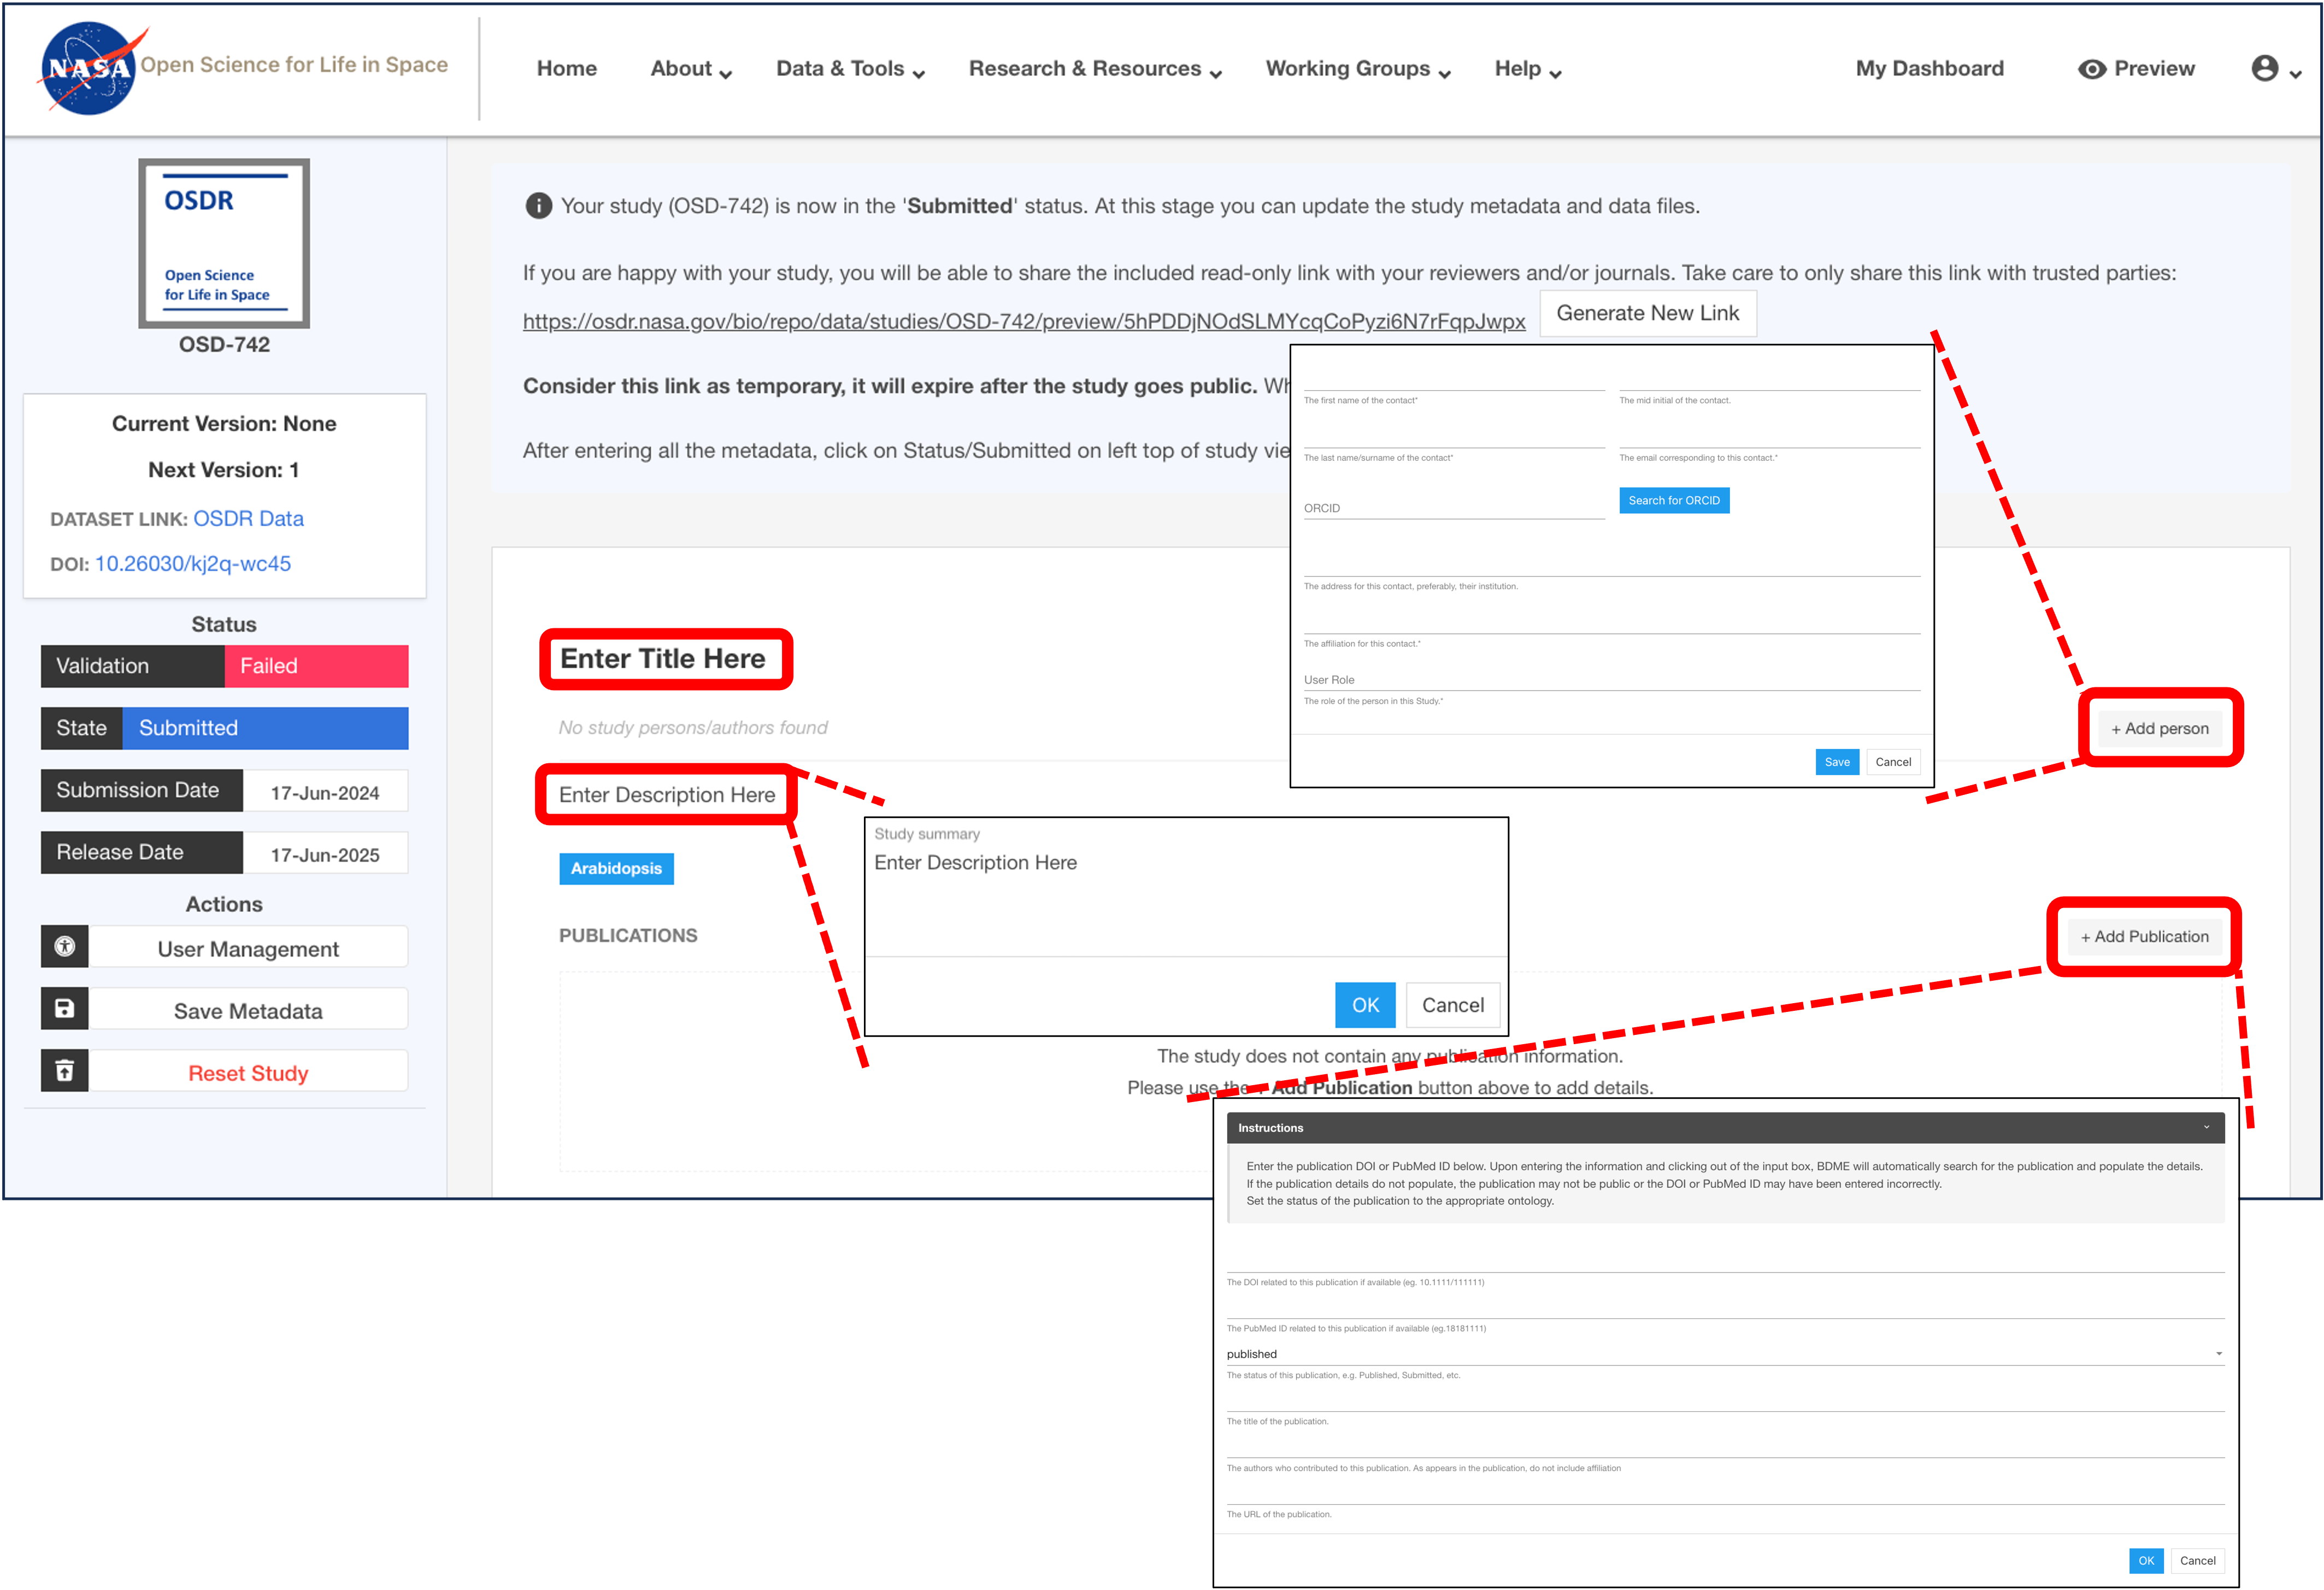 NASA Open Science for Life in Space
Home About Data & Tools Research & Resources Working Groups Help My Dashboard Preview
OSDR
Open Science
for Life in Space
OSD-742
Current Version: None
Next Version: 1
DATASET LINK: OSDR Data
DOI: 10.26030/kj2q-wc45
Status
Validation Failed
State Submitted
Submission Date 17-Jun-2024
Release Date 17-Jun-2025
Actions
User Management
Save Metadata
Reset Study
Your study (OSD-742) is now in the 'Submitted' status. At this stage you can update the study metadata and data files.
If you are happy with your study, you will be able to share the included read-only link with your reviewers and/or journals. Take care to only share this link with trusted parties:
https://osdr.nasa.gov/bio/repo/data/studies/OSD-742/preview/5hPDDjNOdSLMYcqCoPyzi6N7rFqpJwpx Generate New Link
Consider this link as temporary, it will expire after the study goes public.
After entering all the metadata, click on Status/Submitted on left top of study
The first name of the contact* The mid initial of the contact.
The last name/surname of the contact* The email corresponding to this contact.*
ORCID Search for ORCID
The address for this contact, preferably, their institution.
The affiliation for this contact.*
User Role
The role of the person in this Study.*
Save Cancel
Enter Title Here
No study persons/authors found
+ Add person
Enter Description Here
Arabidopsis
Study summary
Enter Description Here
OK Cancel
PUBLICATIONS
+ Add Publication
The study does not contain any publication information.
Please use the + Add Publication button above to add details.
Instructions
Enter the publication DOI or PubMed ID below. Upon entering the information and clicking out of the input box, BDME will automatically search for the publication and populate the details.
If the publication details do not populate, the publication may not be public or the DOI or PubMed ID may have been entered incorrectly.
Set the status of the publication to the appropriate ontology.
The DOI related to this publication if available (eg. 10.1111/111111)
The PubMed ID related to this publication if available (eg.18181111)
published
The status of this publication, e.g. Published, Submitted, etc.
The title of the publication.
The authors who contributed to this publication. As appears in the publication, do not include affiliation
The URL of the publication.
OK Cancel